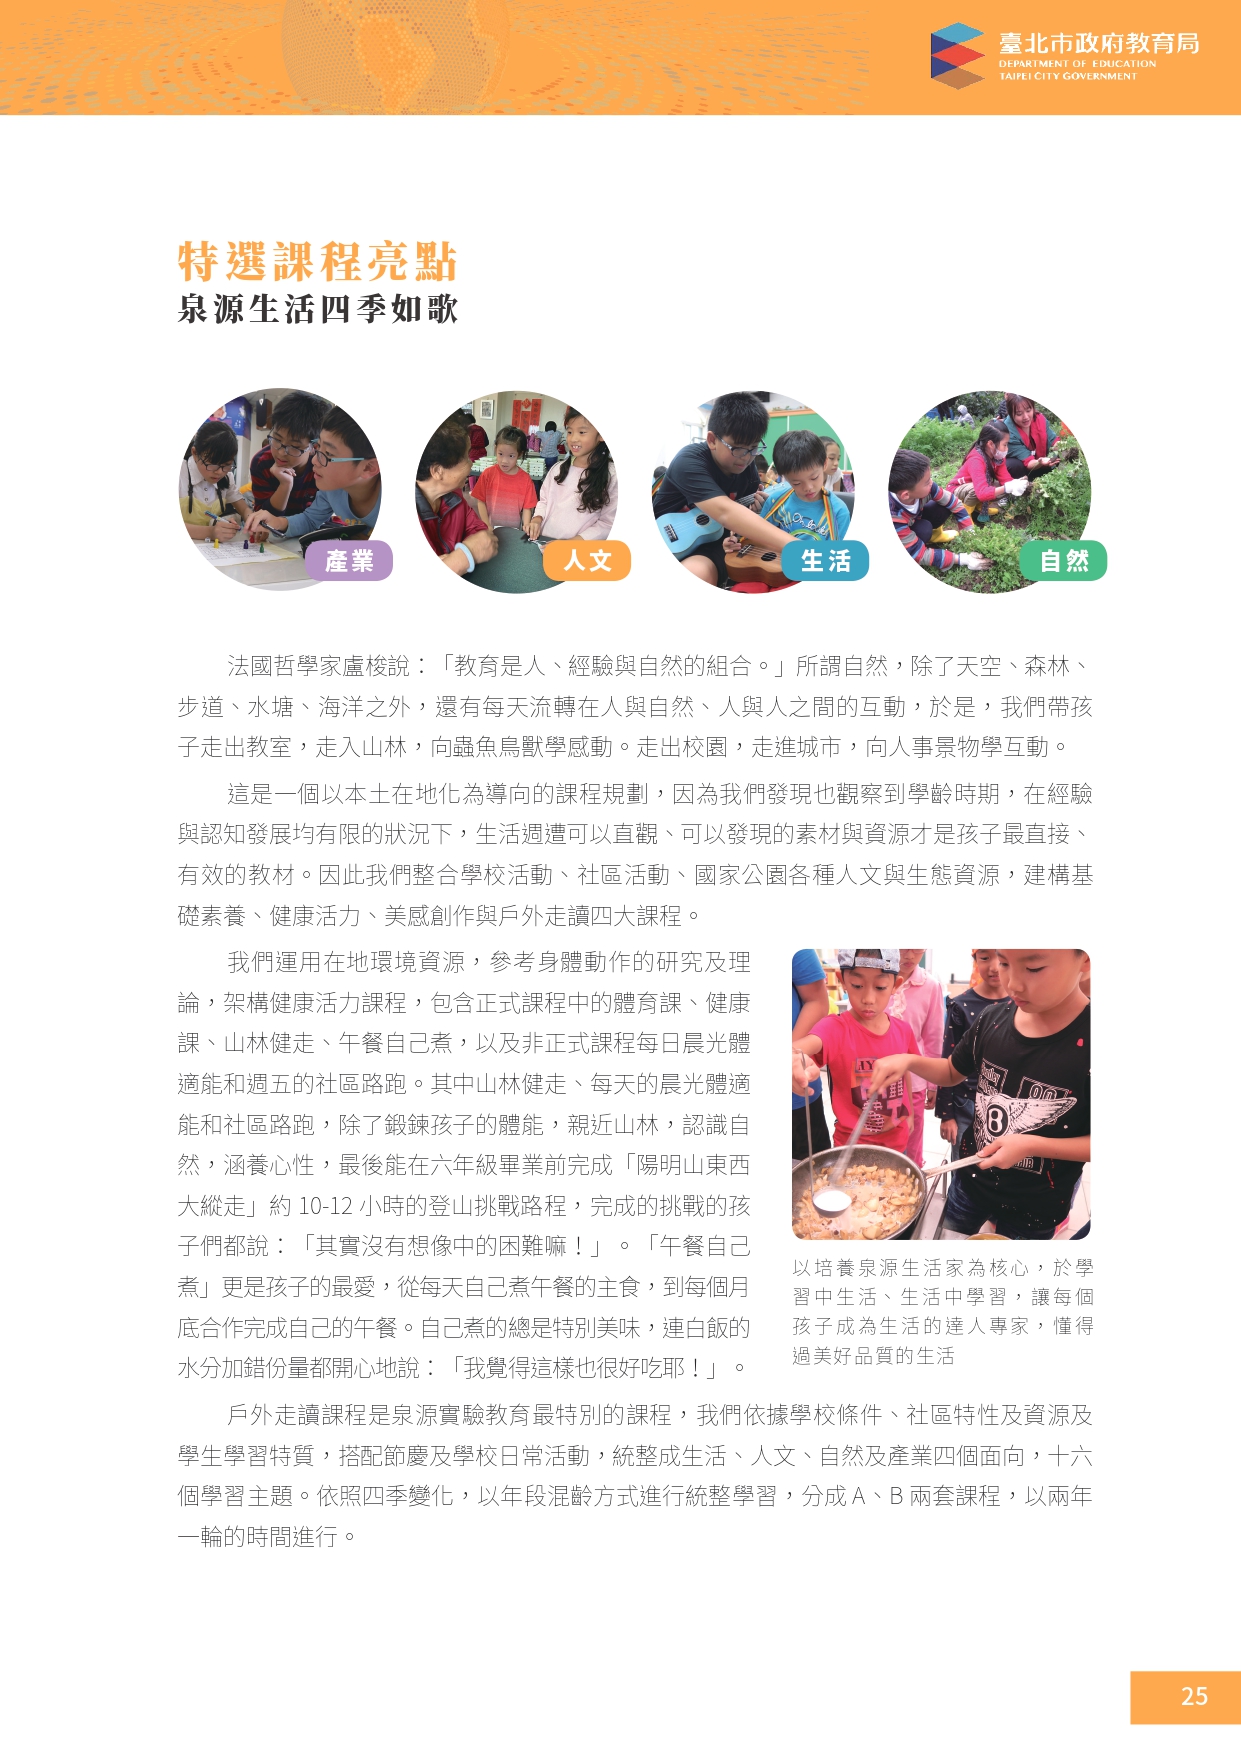 臺北市政府教育局
DEPARTMENT OF EDUCATION
TAIPEI CITY GOVERNMENT
特選課程亮點
泉源生活四季如歌
產業
人文
生活
自然
法國哲學家盧梭說：「教育是人、經驗與自然的組合。」所謂自然，除了天空、森林、
步道、水塘、海洋之外，還有每天流轉在人與自然、人與人之間的互動，於是，我們帶孩
子走出教室，走入山林，向蟲魚鳥獸學感動。走出校園，走進城市，向人事景物學互動。
這是一個以本土在地化為導向的課程規劃，因為我們發現也觀察到學齡時期，在經驗
與認知發展均有限的狀況下，生活週遭可以直觀、可以發現的素材與資源才是孩子最直接、
有效的教材。因此我們整合學校活動、社區活動、國家公園各種人文與生態資源，建構基
礎素養、健康活力、美感創作與戶外走讀四大課程。
我們運用在地環境資源，參考身體動作的研究及理
論，架構健康活力課程，包含正式課程中的體育課、健康
課、山林健走、午餐自己煮，以及非正式課程每日晨光體
適能和週五的社區路跑。其中山林健走、每天的晨光體適
能和社區路跑，除了鍛鍊孩子的體能，親近山林，認識自
然，涵養心性，最後能在六年級畢業前完成「陽明山東西
大縱走」約 10-12 小時的登山挑戰路程，完成的挑戰的孩
子們都說：「其實沒有想像中的困難嘛！」。「午餐自己
煮」更是孩子的最愛，從每天自己煮午餐的主食，到每個月
底合作完成自己的午餐。自己煮的總是特別美味，連白飯的
水分加錯份量都開心地說：「我覺得這樣也很好吃耶！」。
以培養泉源生活家為核心，於學
習中生活、生活中學習，讓每個
孩子成為生活的達人專家，懂得
過美好品質的生活
戶外走讀課程是泉源實驗教育最特別的課程，我們依據學校條件、社區特性及資源及
學生學習特質，搭配節慶及學校日常活動，統整成生活、人文、自然及產業四個面向，十六
個學習主題。依照四季變化，以年段混齡方式進行統整學習，分成 A、B 兩套課程，以兩年
一輪的時間進行。
25